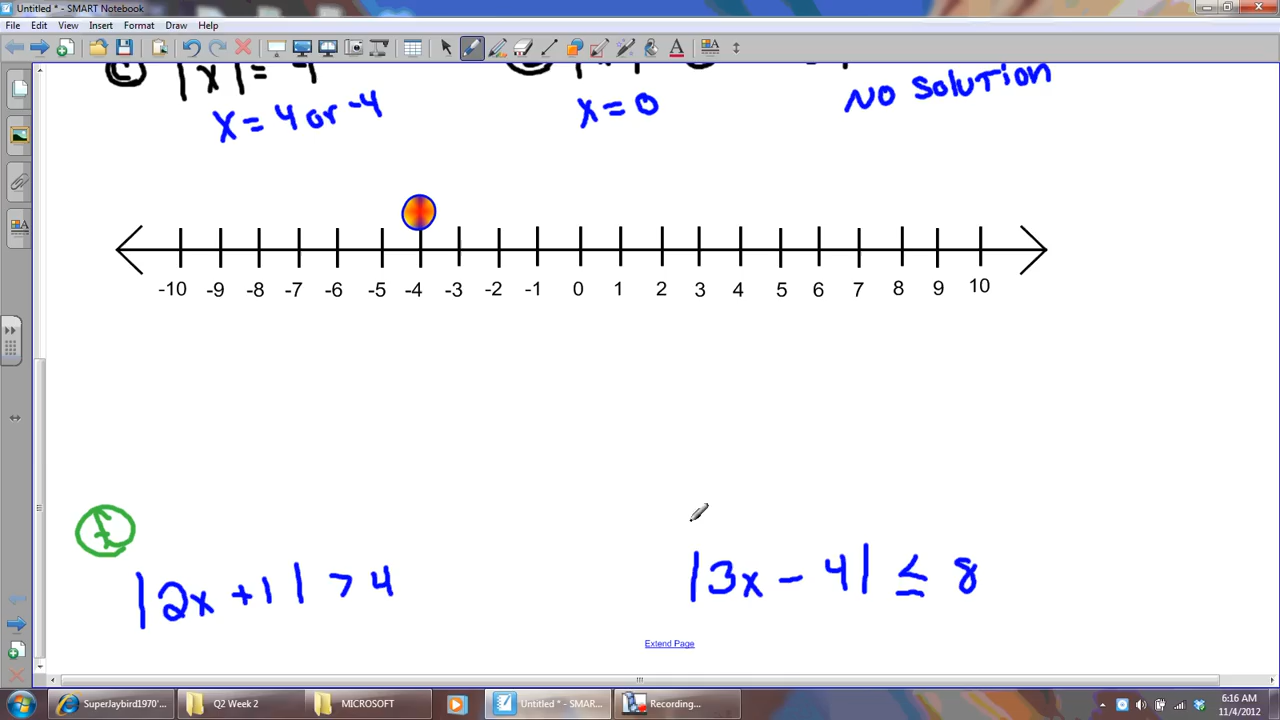 Untitled * - SMART Notebook
File Edit View Insert Format Draw Help
|x| = 4
x = 4 or -4
x = 0
No Solution
-10 -9 -8 -7 -6 -5 -4 -3 -2 -1 0 1 2 3 4 5 6 7 8 9 10
|2x + 1| > 4
|3x - 4| ≤ 8
Extend Page
SuperJaybird1970'...
Q2 Week 2
MICROSOFT
Untitled * - SMAR...
Recording...
6:16 AM
11/4/2012